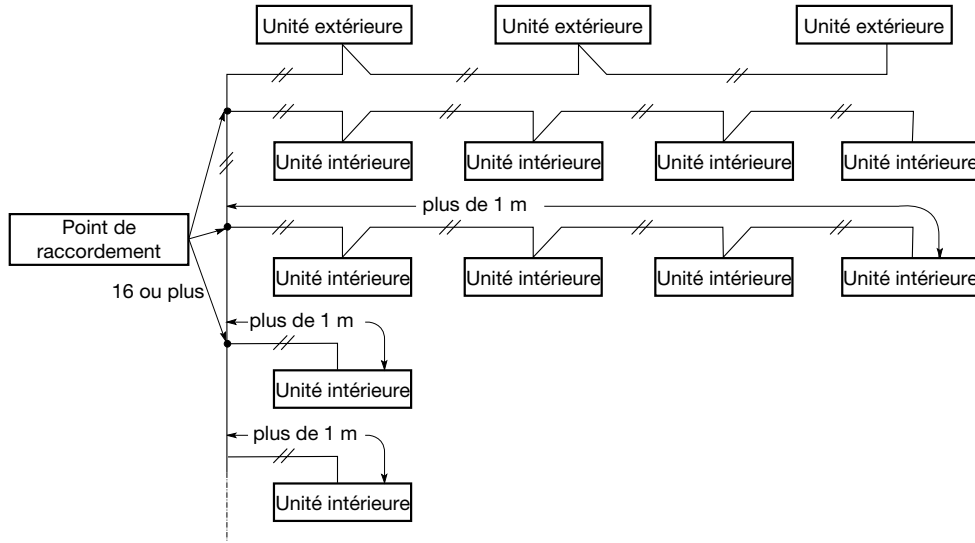 Unité extérieure Unité extérieure Unité extérieure
Unité intérieure Unité intérieure Unité intérieure Unité intérieure
plus de 1 m
Point de
raccordement
Unité intérieure Unité intérieure Unité intérieure Unité intérieure
16 ou plus
plus de 1 m
Unité intérieure
plus de 1 m
Unité intérieure